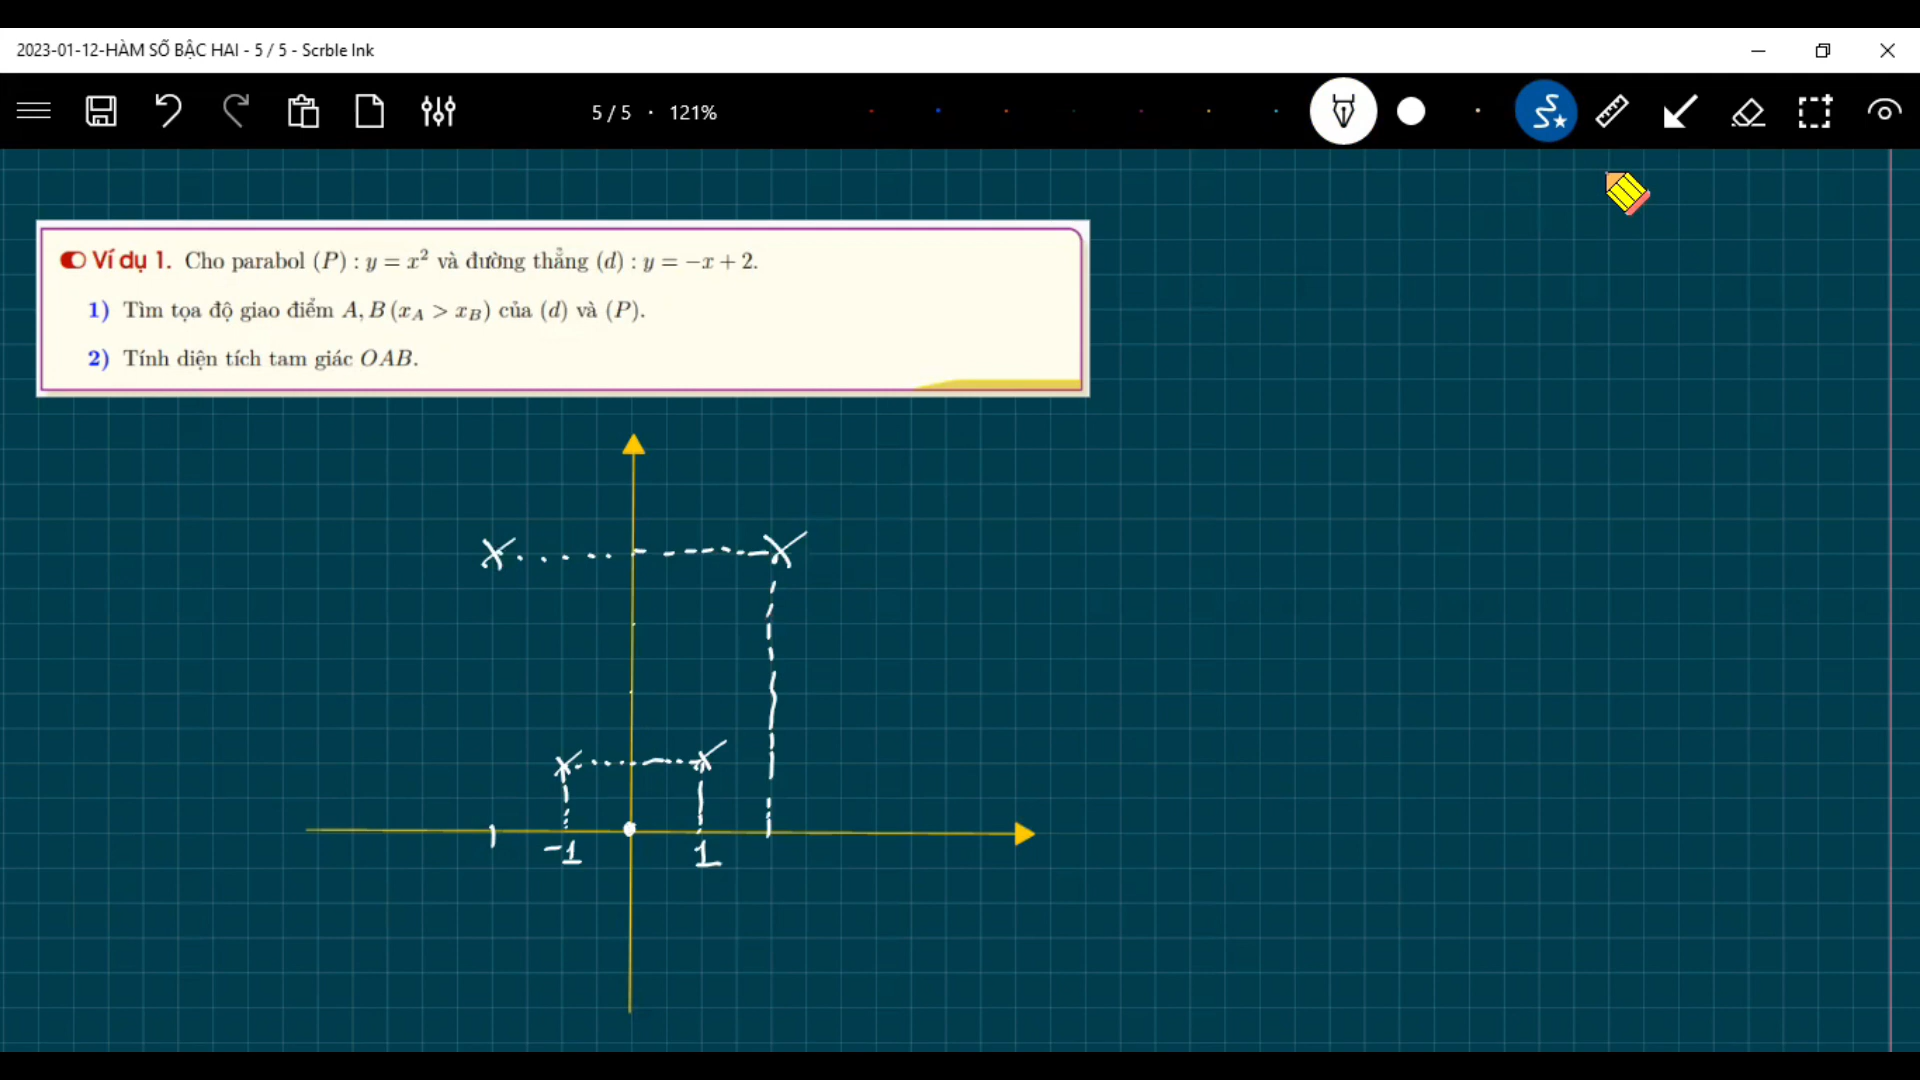 2023-01-12-HÀM SỐ BẬC HAI - 5 / 5 - Scrble Ink
5 / 5 · 121%
Ví dụ 1. Cho parabol (P) : y = x² và đường thẳng (d) : y = −x + 2.
1) Tìm tọa độ giao điểm A, B (x_A > x_B) của (d) và (P).
2) Tính diện tích tam giác OAB.
-1 1